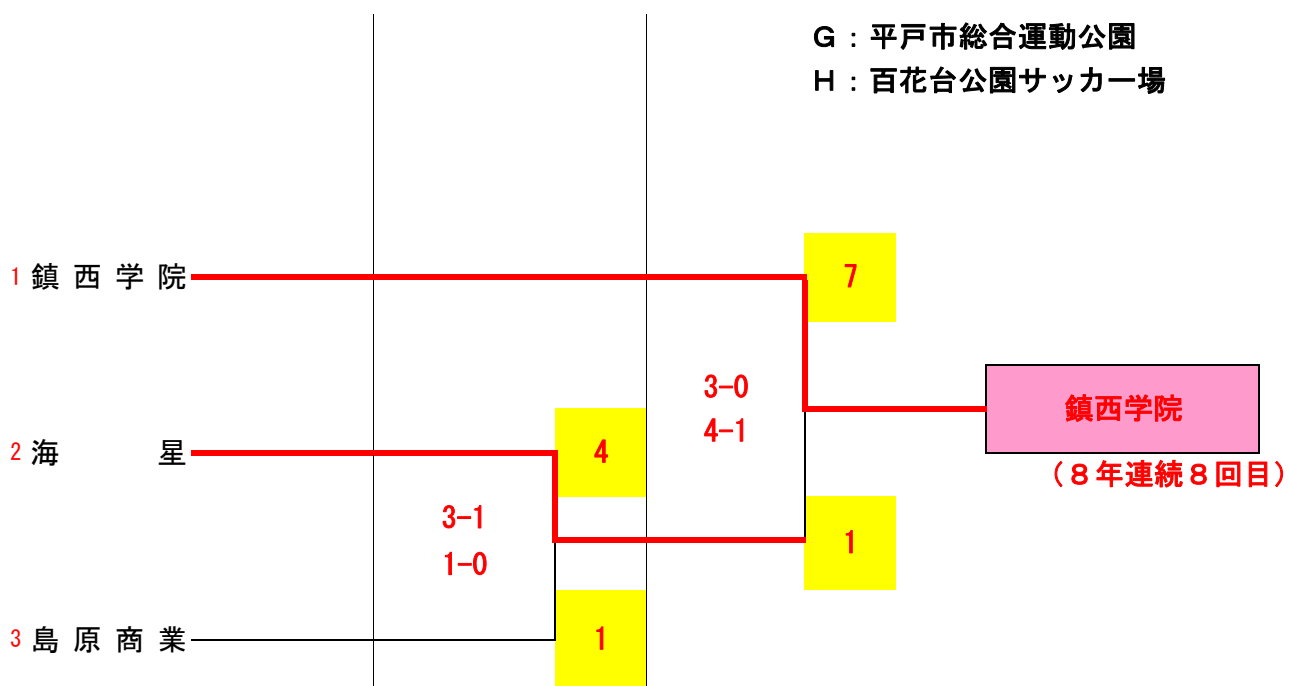 G：平戸市総合運動公園
H：百花台公園サッカー場
1 鎮西学院
7
3-0
4-1
鎮西学院
（８年連続８回目）
2 海星
4
3-1
1-0
1
3 島原商業
1